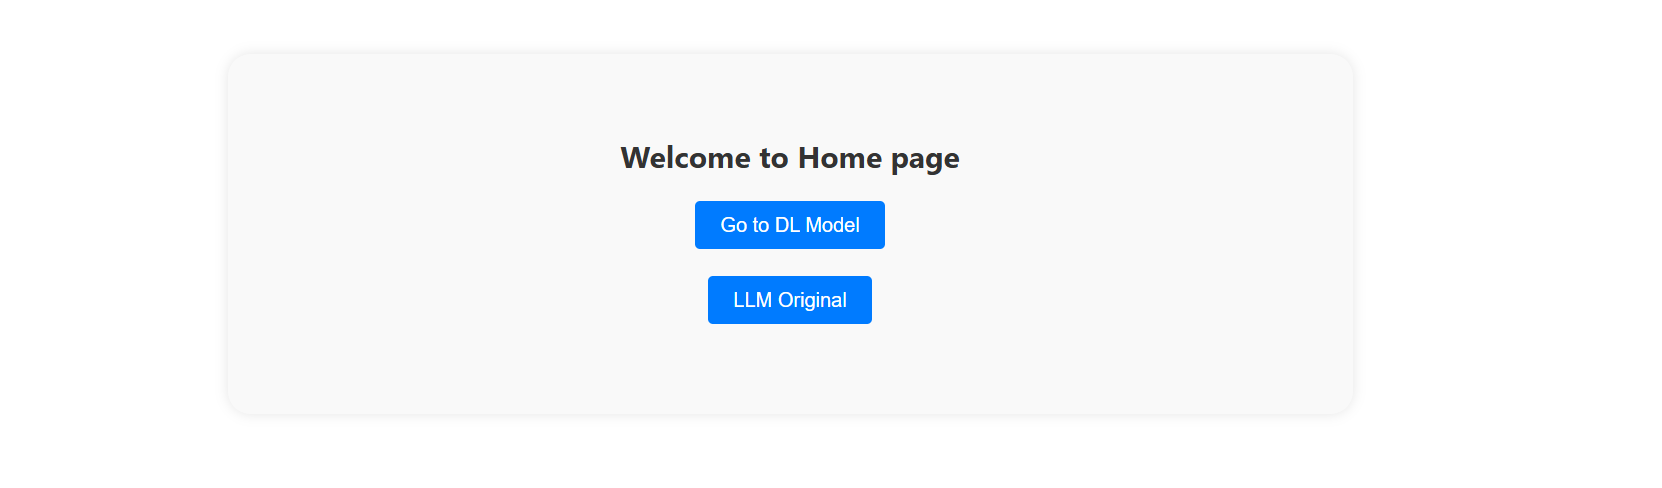 Welcome to Home page
Go to DL Model
LLM Original